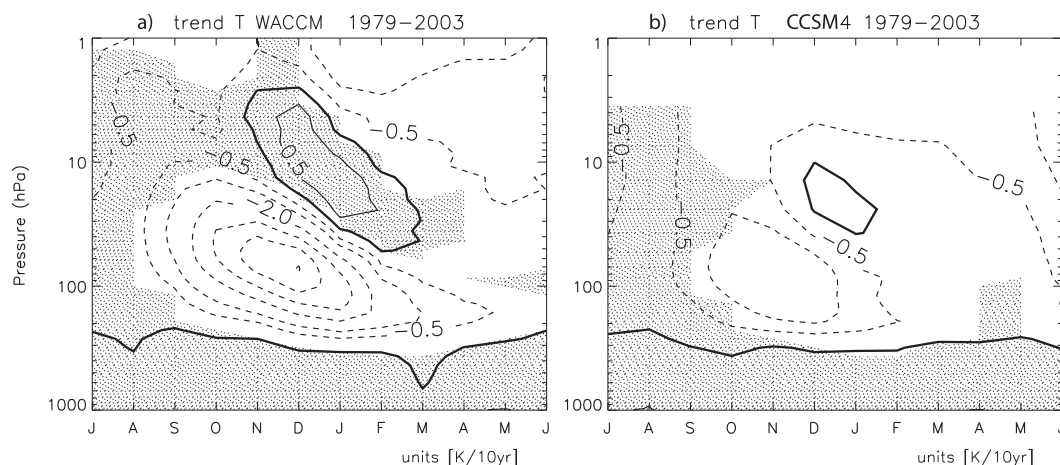 a) trend T WACCM 1979−2003
b) trend T CCSM4 1979−2003
Pressure (hPa)
1
10
100
1000
−0.5
−0.5
−0.5
0.5
−2.0
−0.5
J A S O N D J F M A M J
units [K/10yr]
1
10
100
1000
−0.5
−0.5
−0.5
−0.5
J A S O N D J F M A M J
units [K/10yr]